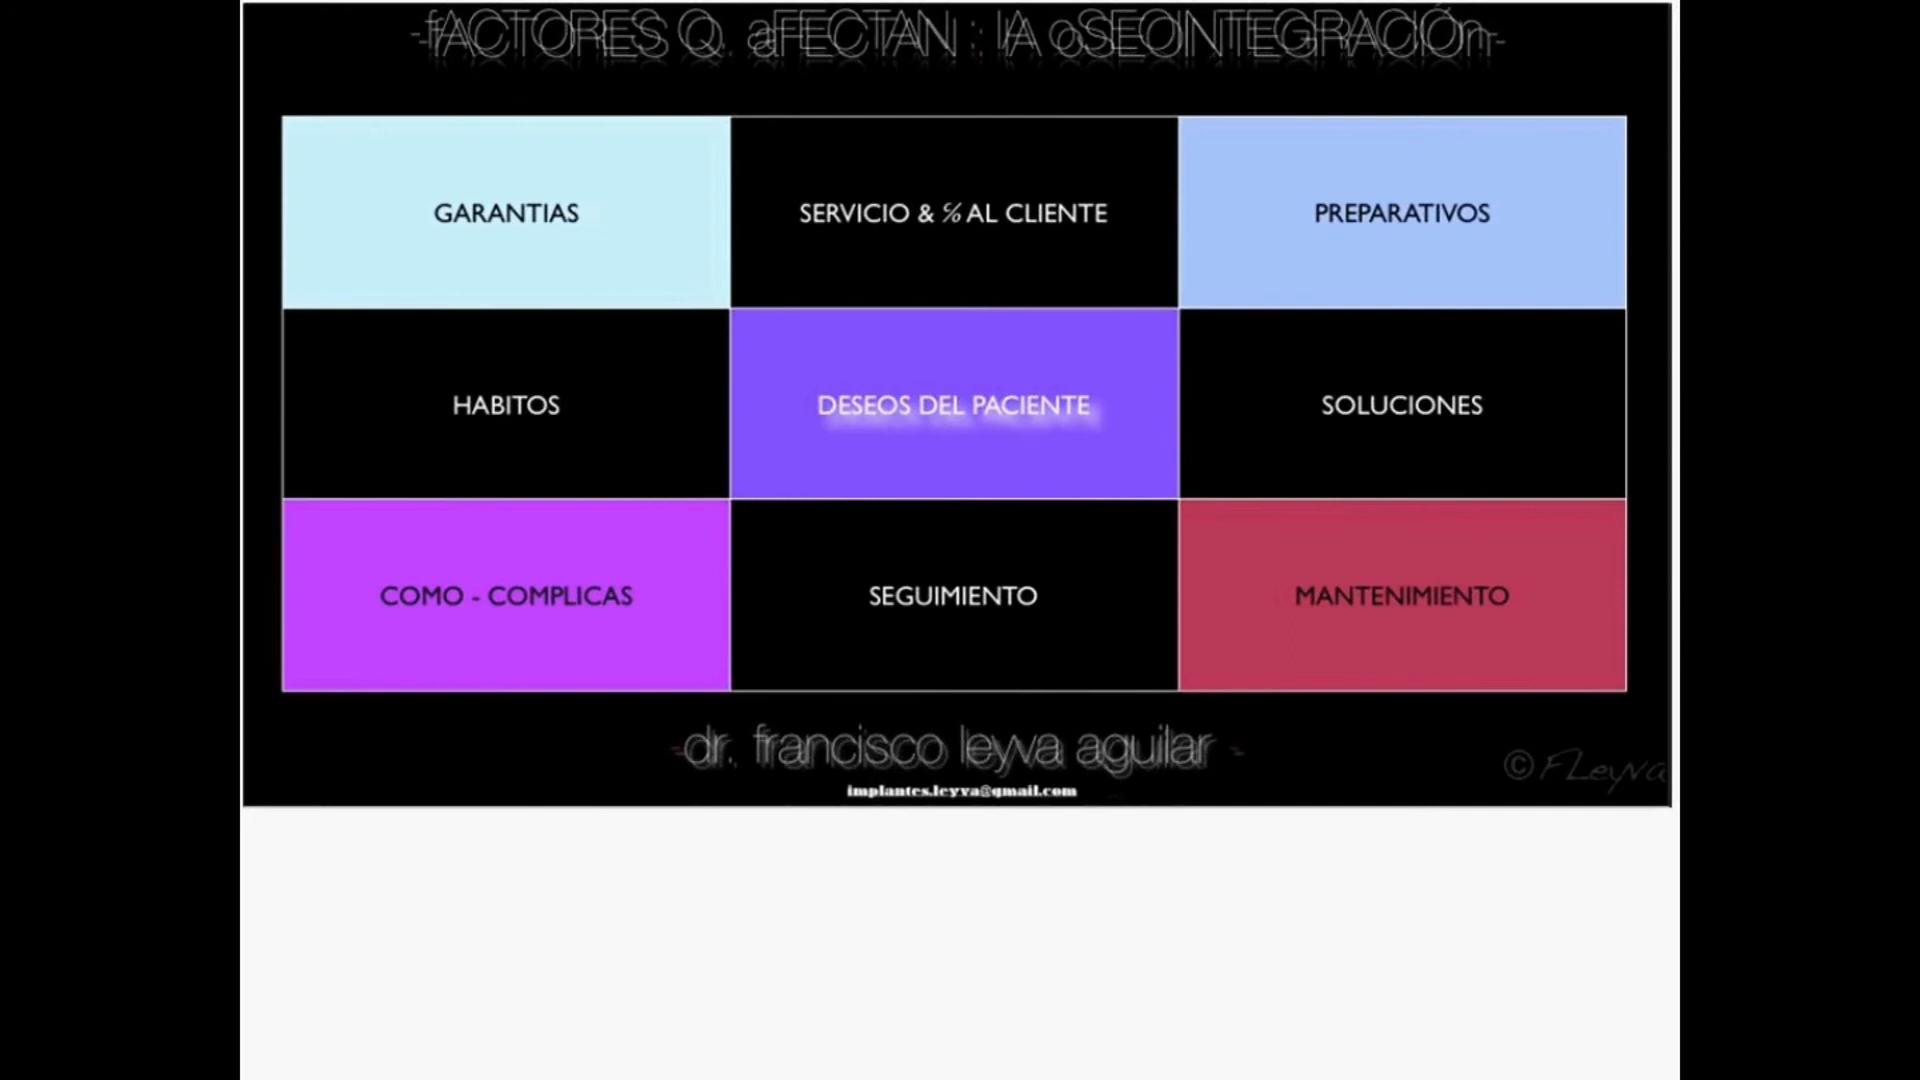 -fACTORES Q. aFECTAN : lA oSEOINTEGRACIÓn-
GARANTIAS
SERVICIO & ℅ AL CLIENTE
PREPARATIVOS
HABITOS
DESEOS DEL PACIENTE
SOLUCIONES
COMO - COMPLICAS
SEGUIMIENTO
MANTENIMIENTO
-dr. francisco leyva aguilar -
implantes.leyva@gmail.com
© FLeyva